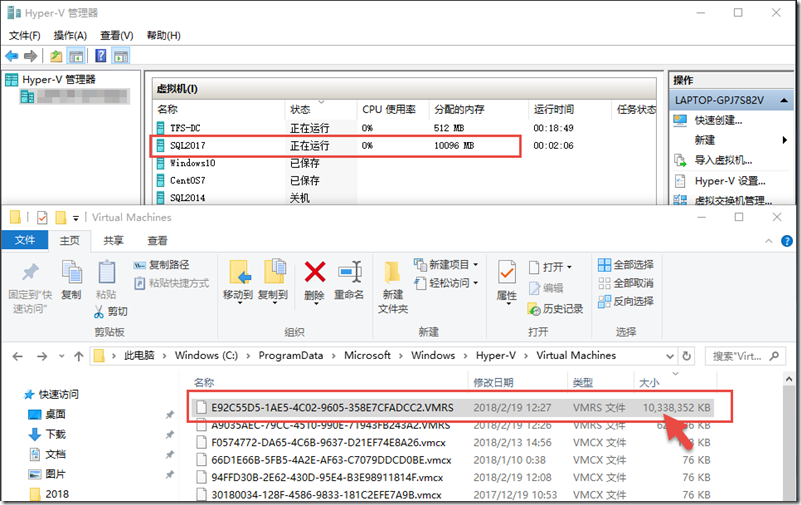 Hyper-V 管理器
文件(F) 操作(A) 查看(V) 帮助(H)
Hyper-V 管理器
虚拟机(I)
名称 状态 CPU 使用率 分配的内存 运行时间 任务状态
TFS-DC 正在运行 0% 512 MB 00:18:49
SQL2017 正在运行 0% 10096 MB 00:02:06
Windows10 已保存
CentOS7 已保存
SQL2014 关机
操作
LAPTOP-GPJ7S82V
快速创建...
新建
导入虚拟机...
Hyper-V 设置...
虚拟交换机管理...
Virtual Machines
文件 主页 共享 查看
固定到“快速访问”
复制
粘贴
复制路径
粘贴快捷方式
剪切
剪贴板
移动到 复制到 删除 重命名
组织
新建文件夹
新建项目
轻松访问
新建
属性
打开
编辑
历史记录
打开
全部选择
全部取消
反向选择
选择
此电脑 Windows (C:) ProgramData Microsoft Windows Hyper-V Virtual Machines
搜索"Virt...
快速访问
桌面
下载
文档
图片
2018
名称 修改日期 类型 大小
E92C55D5-1AE5-4C02-9605-358E7CFADCC2.VMRS 2018/2/19 12:27 VMRS 文件 10,338,352 KB
A9035AEC-79CC-4510-990E-71943FB243A2.VMRS 2018/2/19 12:26 VMRS 文件 KB
F0574772-DA65-4C6B-9637-D21EF74E8A26.vmcx 2018/2/13 14:56 VMCX 文件 76 KB
66D1E66B-5FB5-4A2E-AF63-C7079DDCD0BE.vmcx 2018/1/10 0:38 VMCX 文件 76 KB
94FFD30B-2E62-430D-95E4-B3E98911814F.vmcx 2018/2/19 12:08 VMCX 文件 76 KB
30180034-128F-4586-9833-181C2EFE7A9B.vmcx 2017/12/19 10:53 VMCX 文件 76 KB